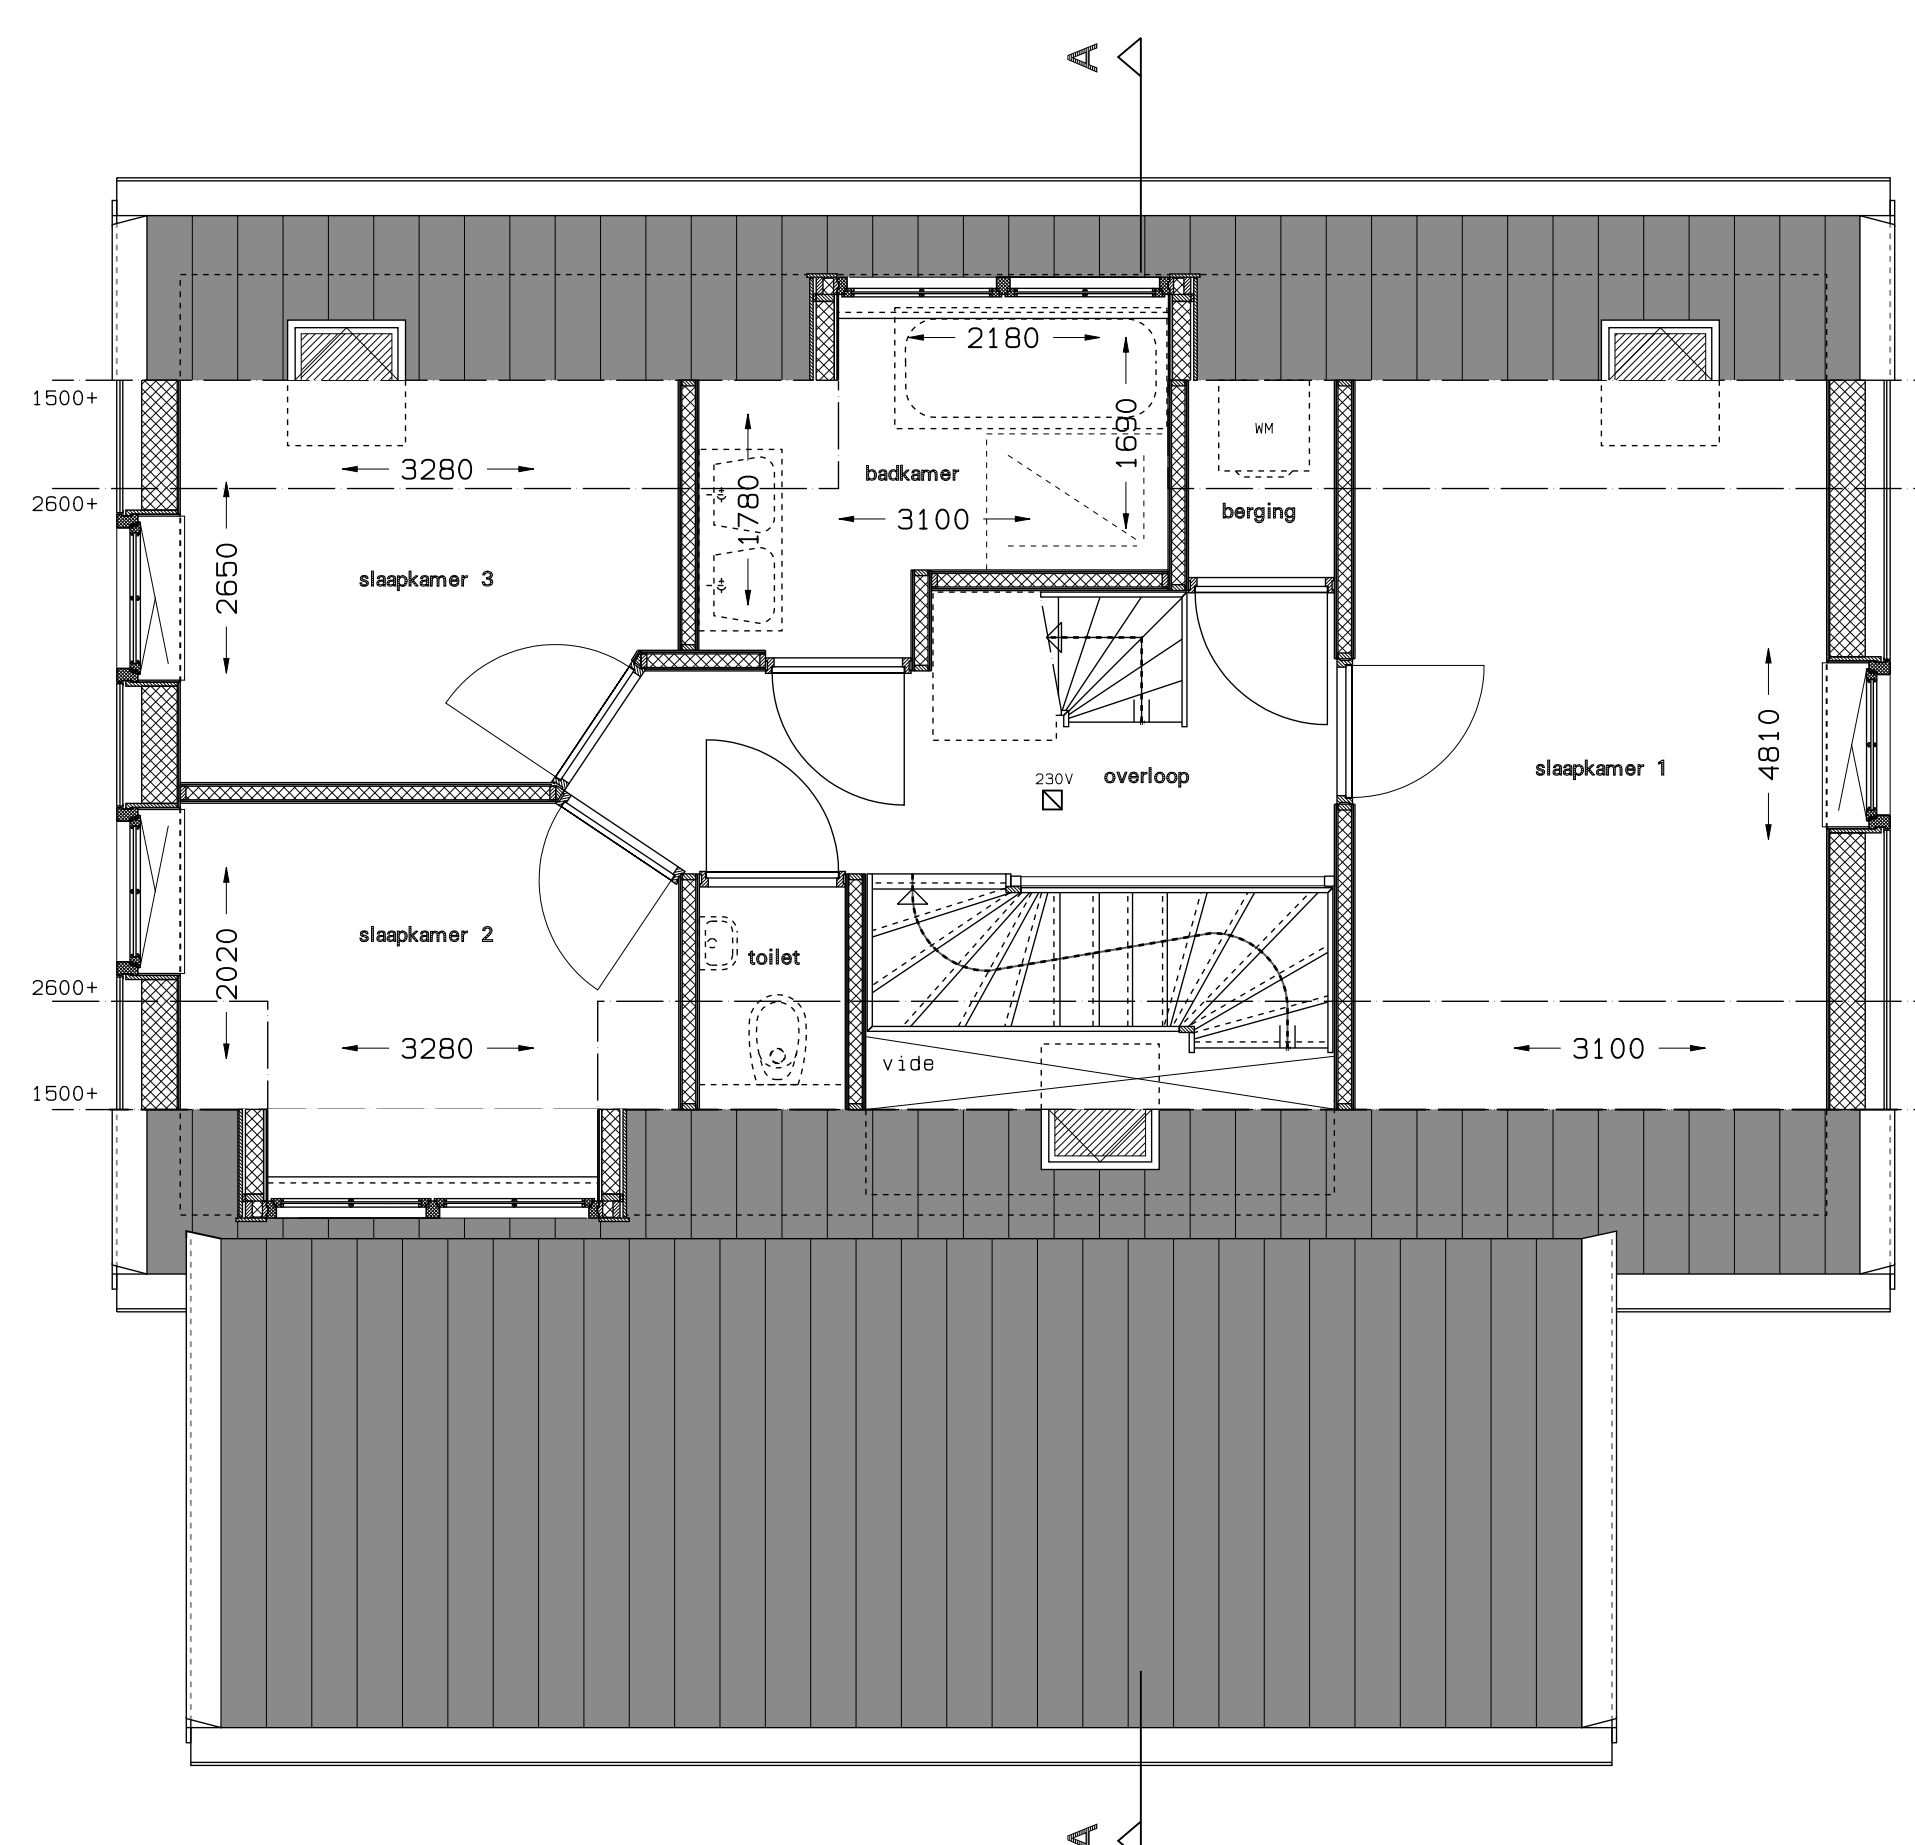 A
2180
1500+
1690
WM
3280
badkamer
2600+
1780
3100
berging
2650
slaapkamer 3
4810
slaapkamer 1
230V
overloop
slaapkamer 2
2020
toilet
2600+
3280
3100
vide
1500+
A